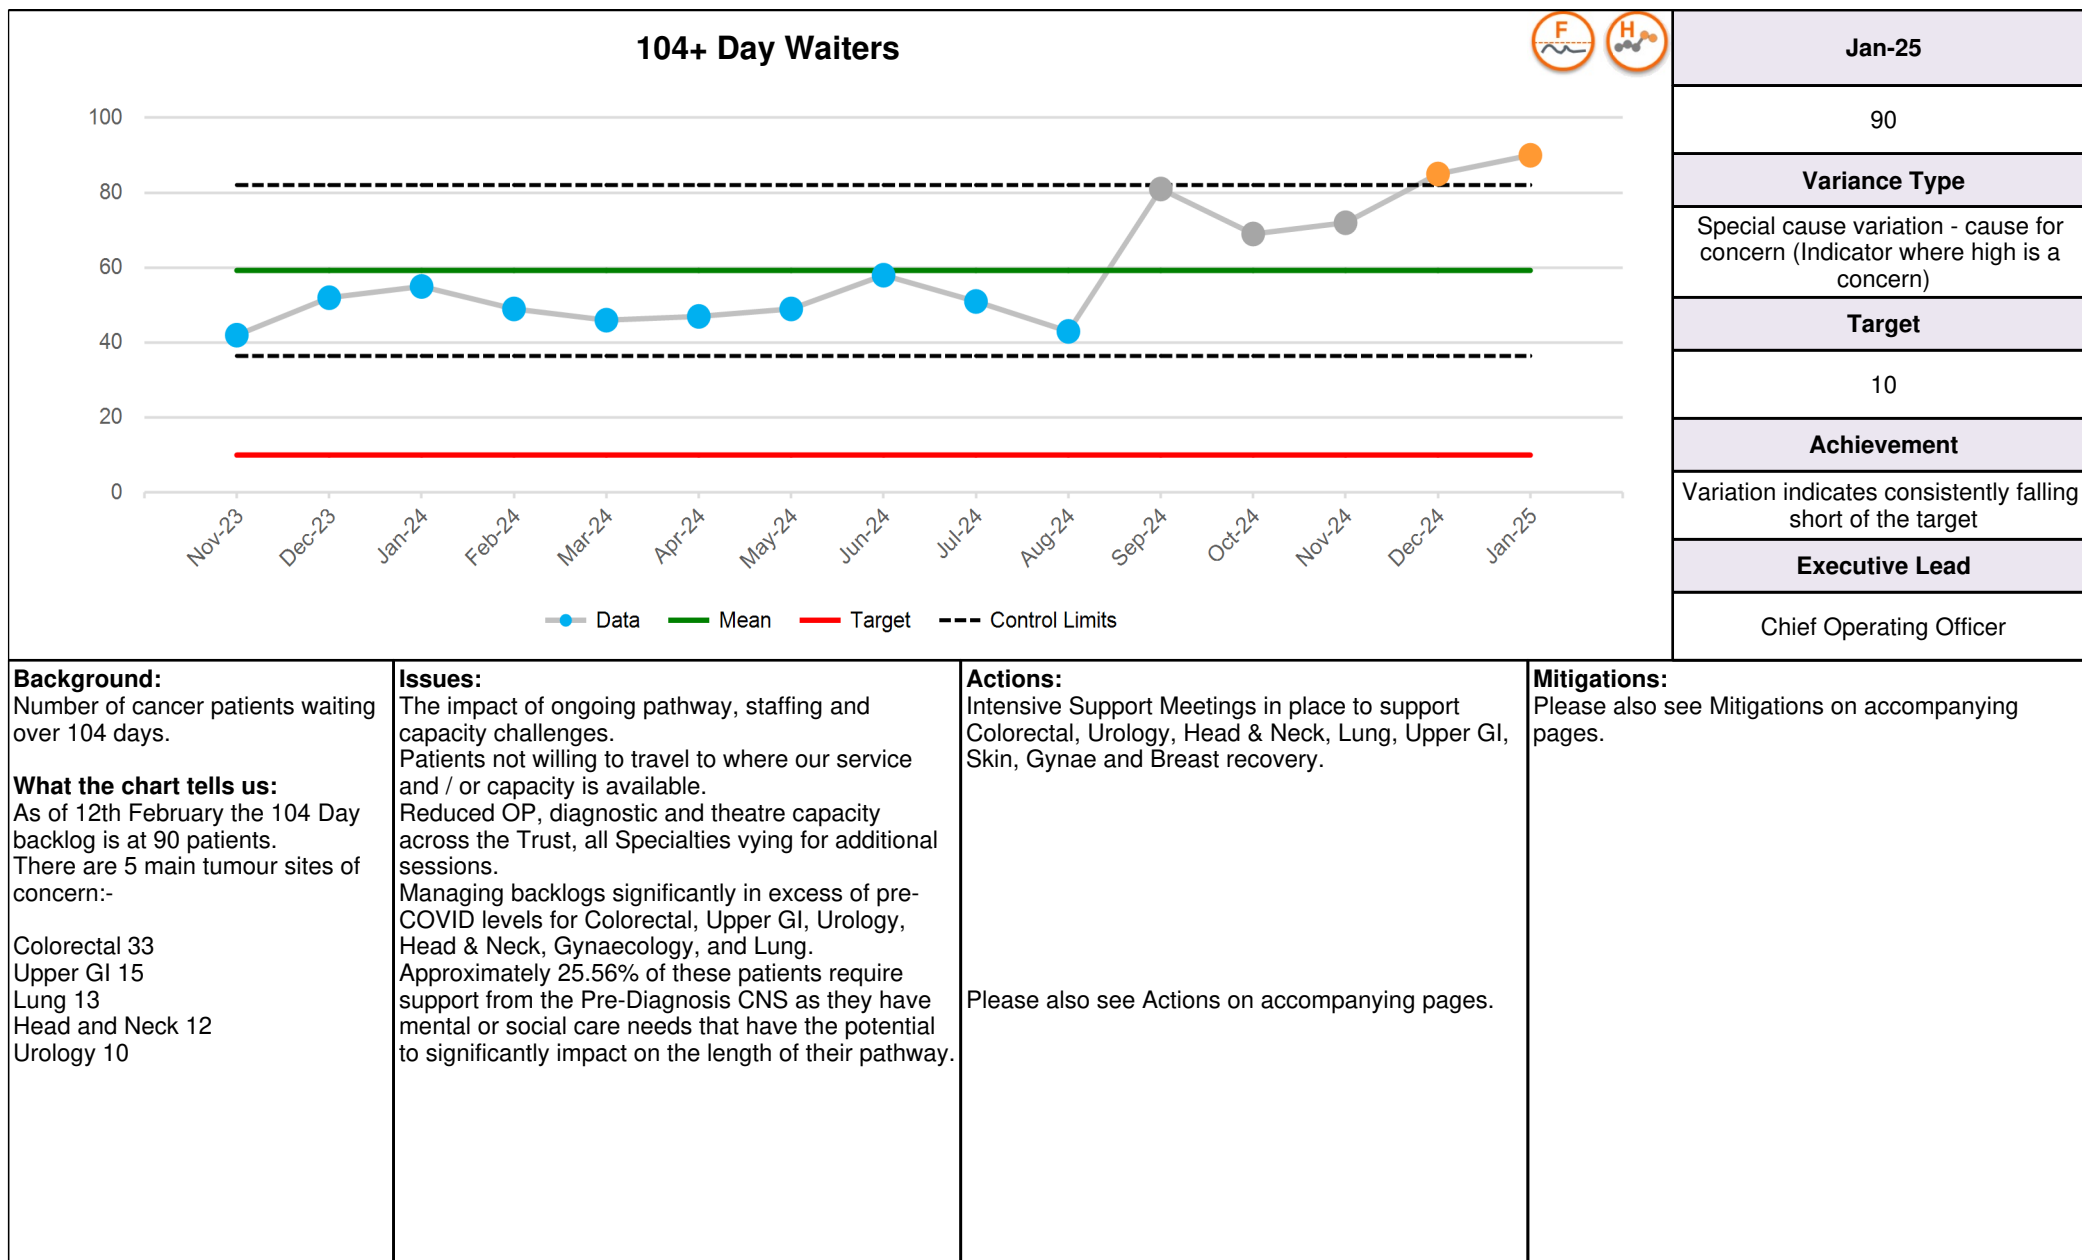 104+ Day Waiters
F
H
100
80
60
40
20
0
Nov-23
Dec-23
Jan-24
Feb-24
Mar-24
Apr-24
May-24
Jun-24
Jul-24
Aug-24
Sep-24
Oct-24
Nov-24
Dec-24
Jan-25
Data
Mean
Target
Control Limits
Jan-25
90
Variance Type
Special cause variation - cause for
concern (Indicator where high is a
concern)
Target
10
Achievement
Variation indicates consistently falling
short of the target
Executive Lead
Chief Operating Officer
Background:
Number of cancer patients waiting
over 104 days.
What the chart tells us:
As of 12th February the 104 Day
backlog is at 90 patients.
There are 5 main tumour sites of
concern:-
Colorectal 33
Upper GI 15
Lung 13
Head and Neck 12
Urology 10
Issues:
The impact of ongoing pathway, staffing and
capacity challenges.
Patients not willing to travel to where our service
and / or capacity is available.
Reduced OP, diagnostic and theatre capacity
across the Trust, all Specialties vying for additional
sessions.
Managing backlogs significantly in excess of pre-
COVID levels for Colorectal, Upper GI, Urology,
Head & Neck, Gynaecology, and Lung.
Approximately 25.56% of these patients require
support from the Pre-Diagnosis CNS as they have
mental or social care needs that have the potential
to significantly impact on the length of their pathway.
Actions:
Intensive Support Meetings in place to support
Colorectal, Urology, Head & Neck, Lung, Upper GI,
Skin, Gynae and Breast recovery.
Please also see Actions on accompanying pages.
Mitigations:
Please also see Mitigations on accompanying
pages.